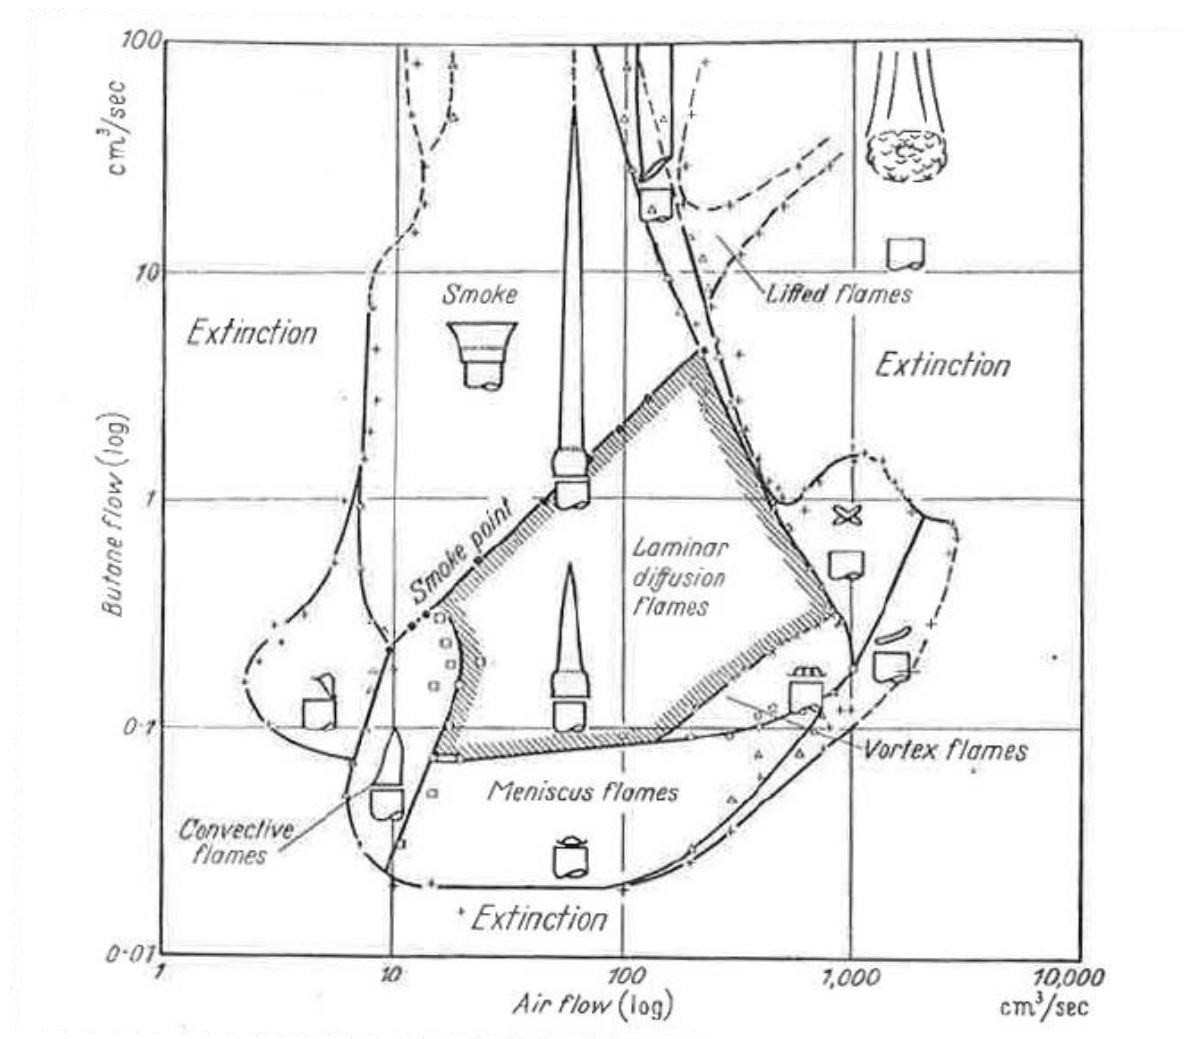 100
cm³/sec
10
Smoke
Lifted flames
Extinction
Extinction
Butane flow (log)
1
Smoke point
Laminar
diffusion
flames
0·1
Vortex flames
Meniscus flames
Convective
flames
Extinction
0·01
1
10
100
1,000
10,000
Air flow (log)
cm³/sec